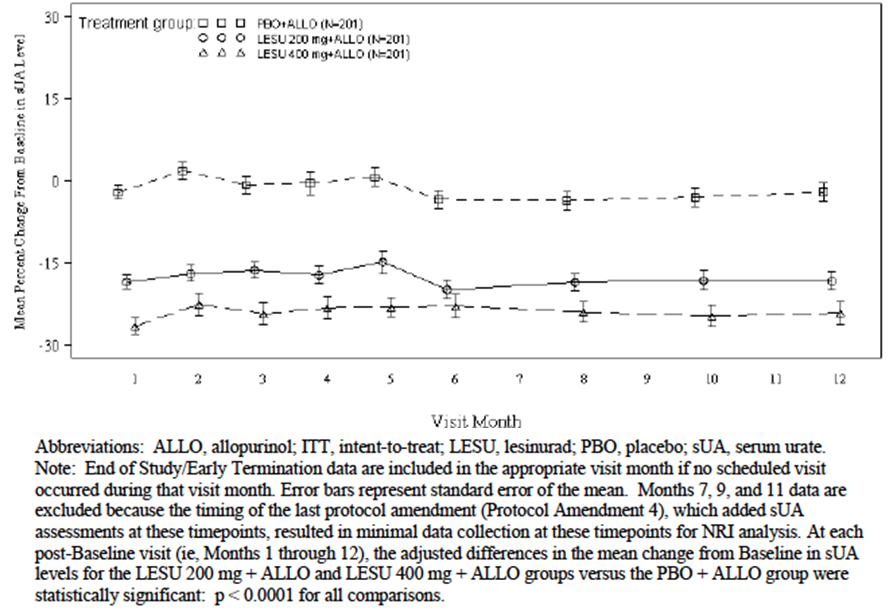 30
15
0
-15
-30
Mean Percent Change From Baseline in sUA Level
Treatment group:
PBO+ALLO (N=201)
LESU 200 mg+ALLO (N=201)
LESU 400 mg+ALLO (N=201)
1 2 3 4 5 6 7 8 9 10 11 12
Visit Month
Abbreviations: ALLO, allopurinol; ITT, intent-to-treat; LESU, lesinurad; PBO, placebo; sUA, serum urate.
Note: End of Study/Early Termination data are included in the appropriate visit month if no scheduled visit
occurred during that visit month. Error bars represent standard error of the mean. Months 7, 9, and 11 data are
excluded because the timing of the last protocol amendment (Protocol Amendment 4), which added sUA
assessments at these timepoints, resulted in minimal data collection at these timepoints for NRI analysis. At each
post-Baseline visit (ie, Months 1 through 12), the adjusted differences in the mean change from Baseline in sUA
levels for the LESU 200 mg + ALLO and LESU 400 mg + ALLO groups versus the PBO + ALLO group were
statistically significant: p < 0.0001 for all comparisons.